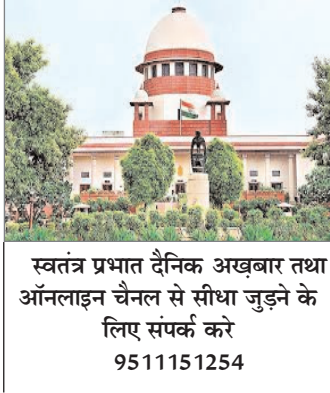 स्वतंत्र प्रभात दैनिक अख़बार तथा
ऑनलाइन चैनल से सीधा जुड़ने के
लिए संपर्क करे
9511151254